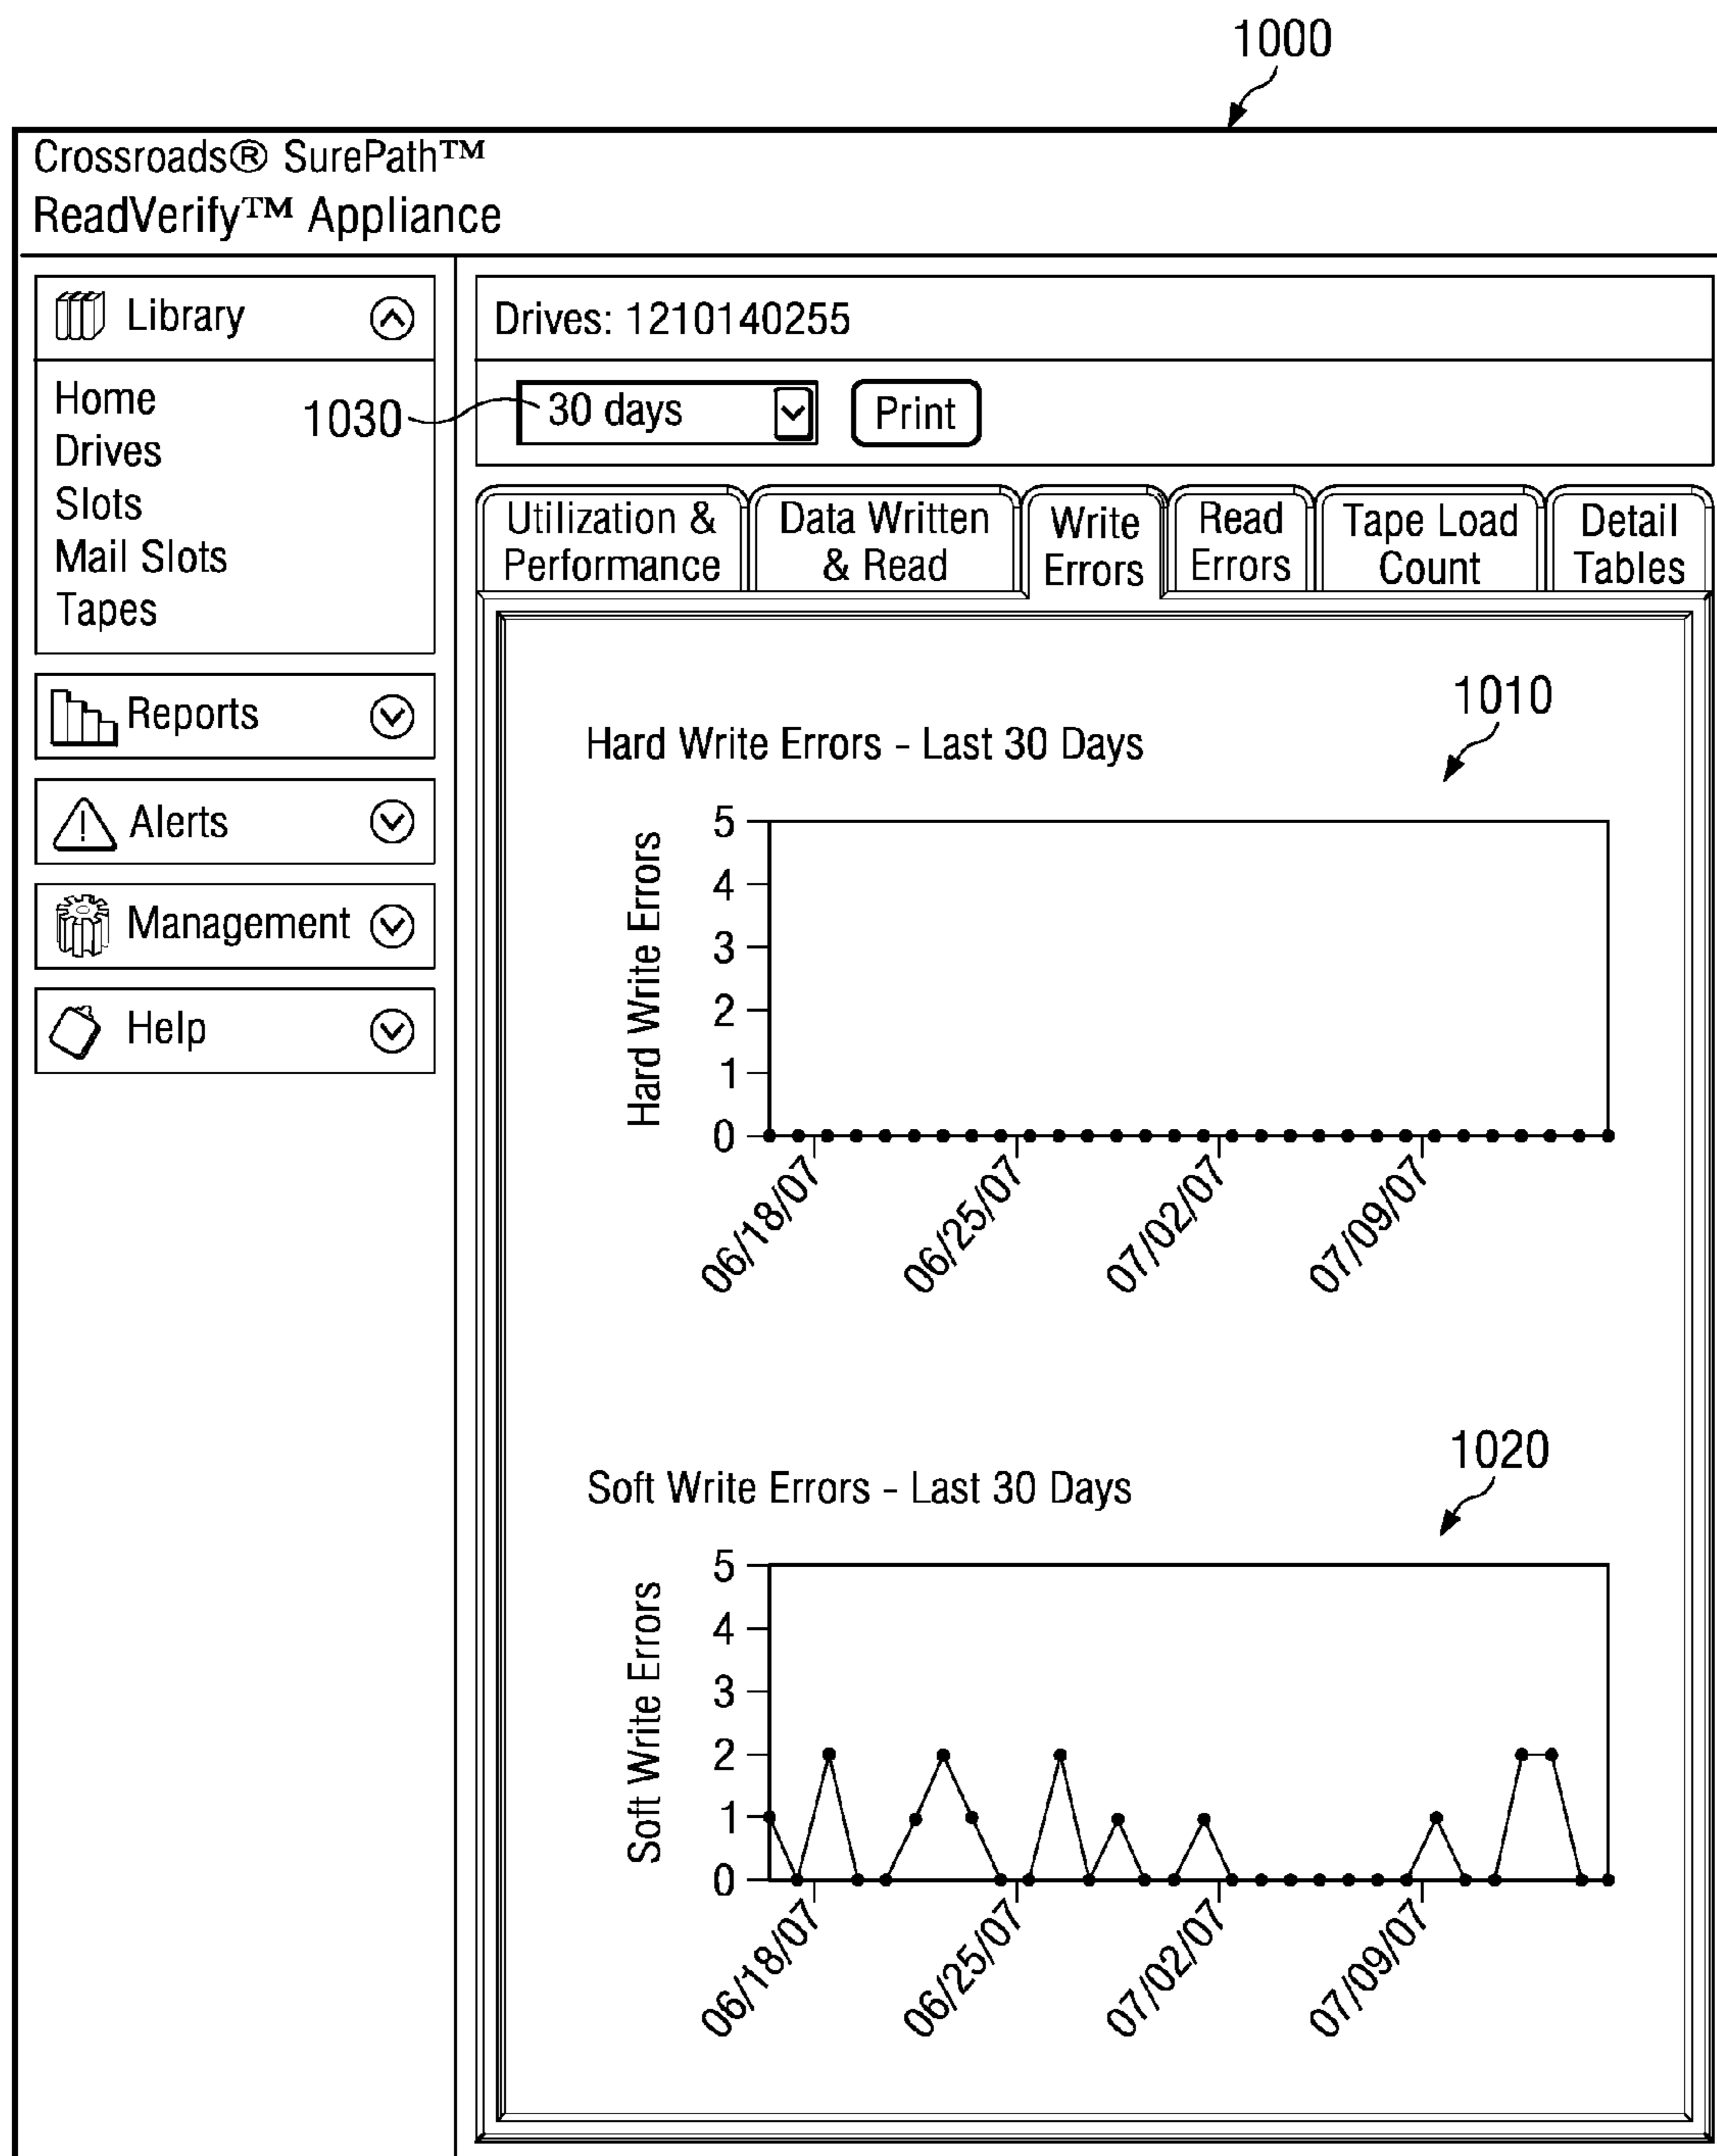 1000
Crossroads® SurePath™
ReadVerify™ Appliance
Library
Home
Drives
Slots
Mail Slots
Tapes
Reports
Alerts
Management
Help
Drives: 1210140255
1030
30 days
Print
Utilization &
Performance
Data Written
& Read
Write
Errors
Read
Errors
Tape Load
Count
Detail
Tables
1010
Hard Write Errors - Last 30 Days
Hard Write Errors
5
4
3
2
1
0
06/18/07
06/25/07
07/02/07
07/09/07
1020
Soft Write Errors - Last 30 Days
Soft Write Errors
5
4
3
2
1
0
06/18/07
06/25/07
07/02/07
07/09/07